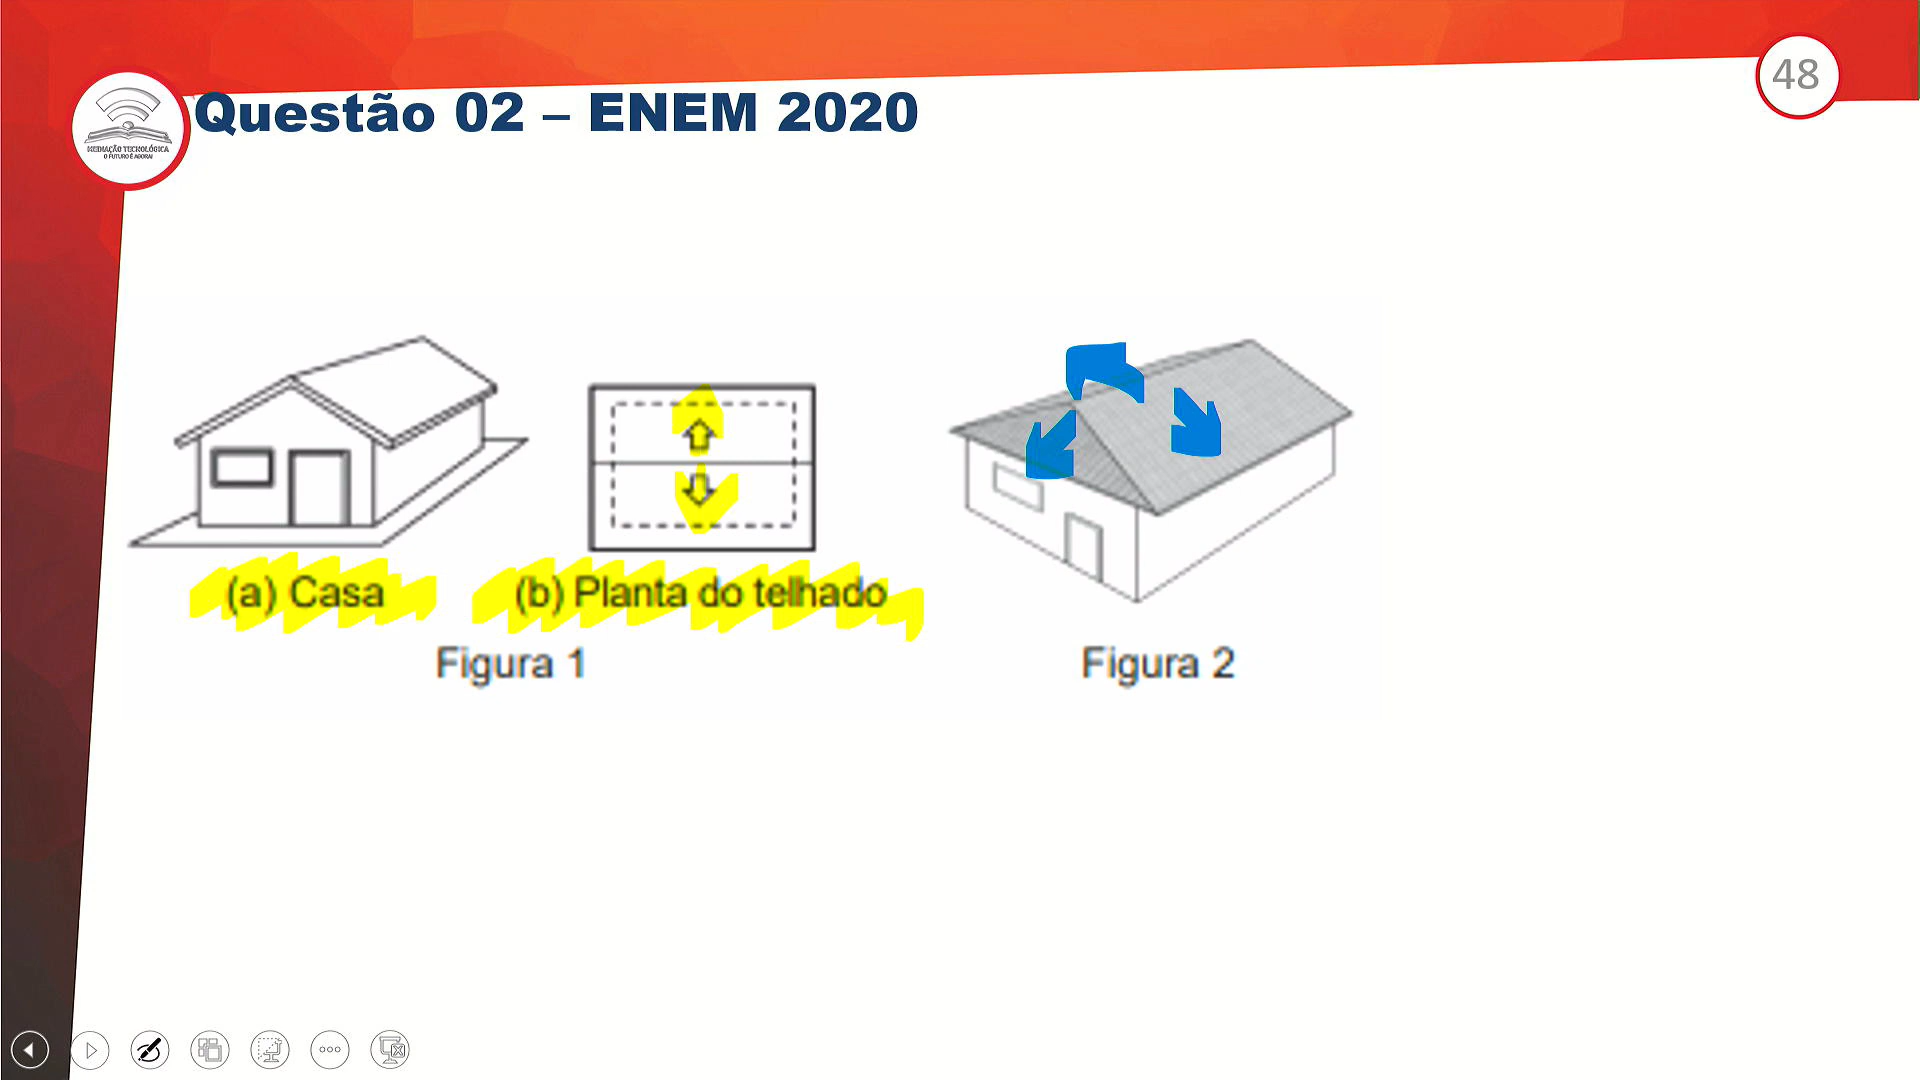 Questão 02 – ENEM 2020
48
MEDIAÇÃO TECNOLÓGICA
O FUTURO É AGORA!
(a) Casa
(b) Planta do telhado
Figura 1
Figura 2